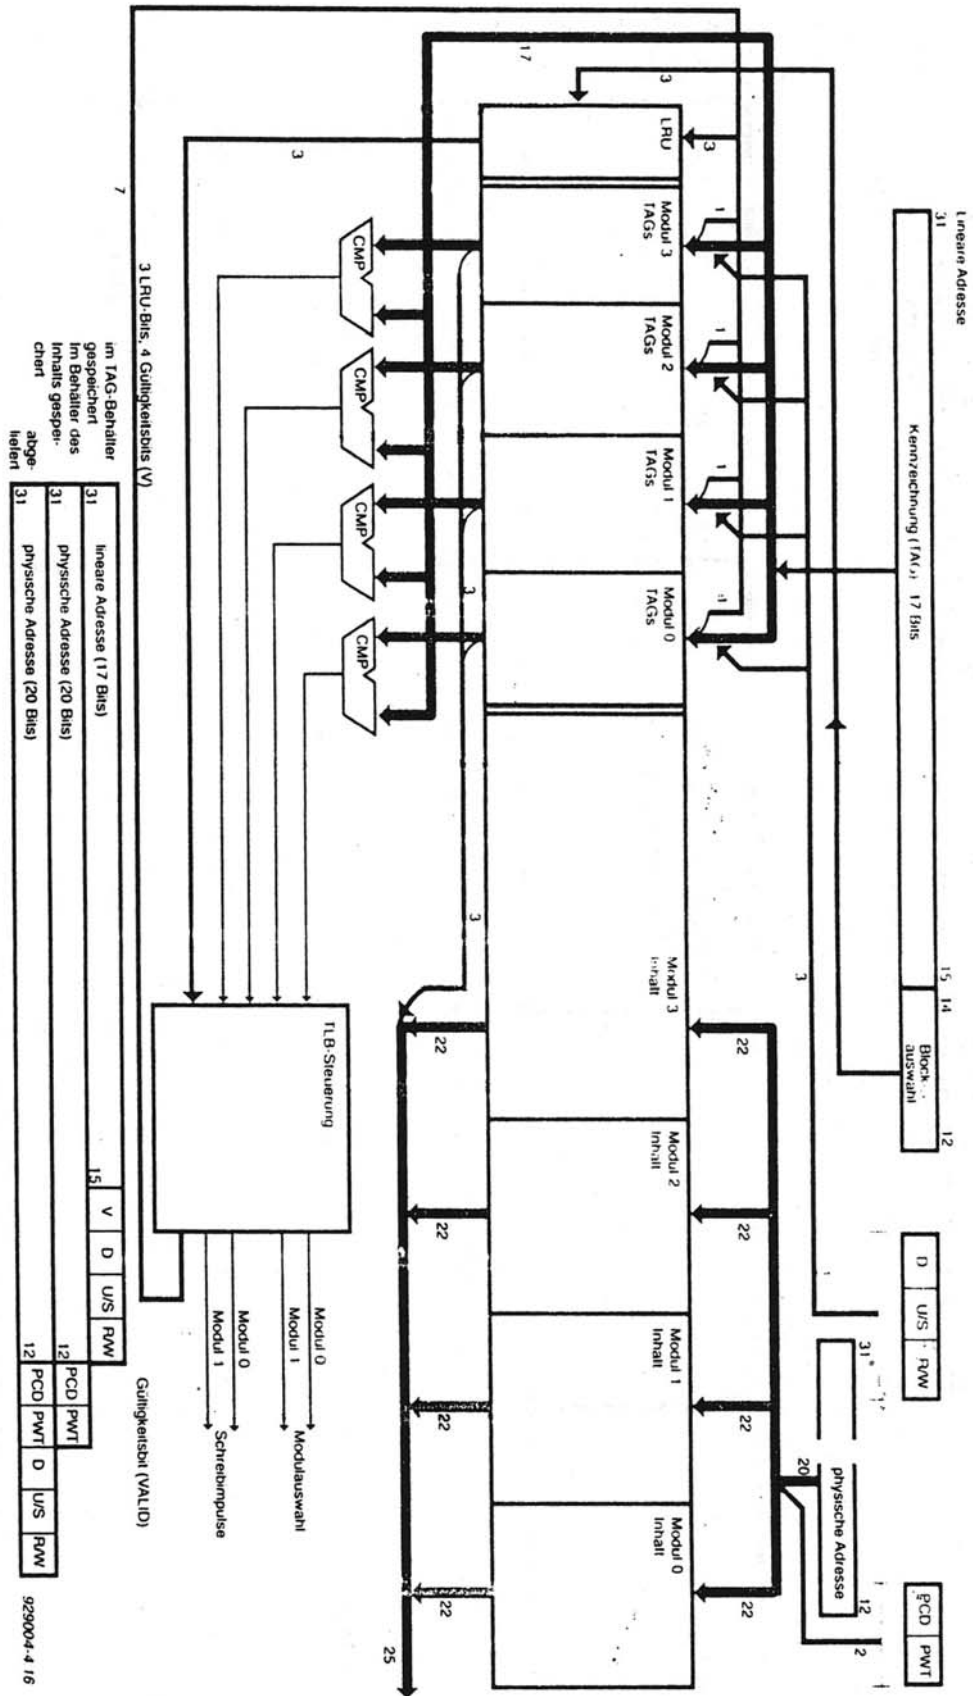 Lineare Adresse
31
Kennzeichnung (TAG) 17 Bits
15
14
Block-
auswahl
12
D
U/S
R/W
31
physische Adresse
12
PCD
PWT
20
2
3
1
1
1
1
3
3
17
LRU
Modul 3
TAGs
Modul 2
TAGs
Modul 1
TAGs
Modul 0
TAGs
Modul 3
Inhalt
Modul 2
Inhalt
Modul 1
Inhalt
Modul 0
Inhalt
22
22
22
22
22
22
22
22
25
3
3
3
CMP
CMP
CMP
CMP
TLB-Steuerung
Modul 0
Modul 1
Modulauswahl
Modul 0
Modul 1
Schreibimpulse
7
3 LRU-Bits, 4 Gültigkeitsbits (V)
Gültigkeitsbit (VALID)
im TAG-Behälter
gespeichert
31
lineare Adresse (17 Bits)
15
V
D
U/S
R/W
Im Behälter des
Inhalts gespei-
chert
31
physische Adresse (20 Bits)
12
PCD
PWT
abge-
liefert
31
physische Adresse (20 Bits)
12
PCD
PWT
D
U/S
R/W
929004-4 16